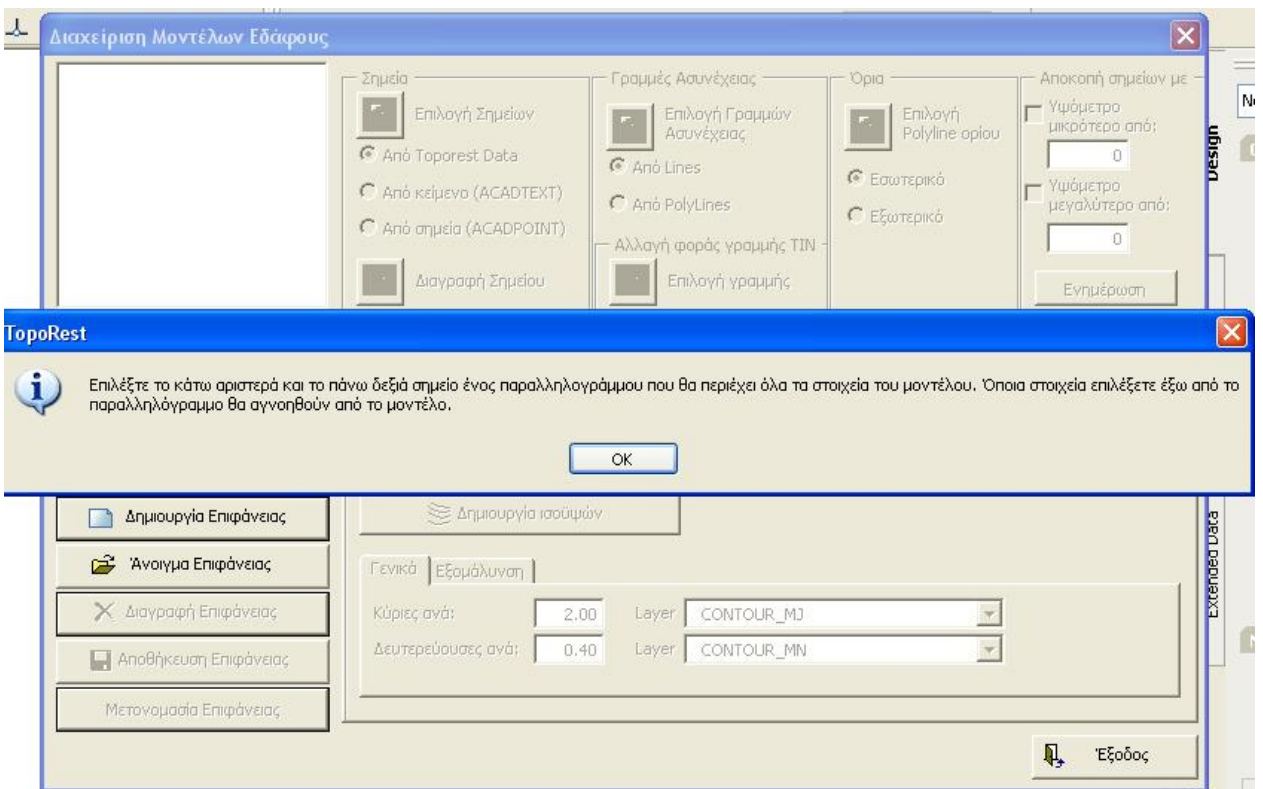 Διαχείριση Μοντέλων Εδάφους
Σημεία
Επιλογή Σημείων
Από Toporest Data
Από κείμενο (ACADTEXT)
Από σημεία (ACADPOINT)
Διαγραφή Σημείου
Γραμμές Ασυνέχειας
Επιλογή Γραμμών
Ασυνέχειας
Από Lines
Από PolyLines
Αλλαγή φοράς γραμμής TIN
Επιλογή γραμμής
Όρια
Επιλογή
Polyline ορίου
Εσωτερικό
Εξωτερικό
Αποκοπή σημείων με
Υψόμετρο
μικρότερο από:
0
Υψόμετρο
μεγαλύτερο από:
0
Ενημέρωση
Design
TopoRest
Επιλέξτε το κάτω αριστερά και το πάνω δεξιά σημείο ένος παραλληλογράμμου που θα περιέχει όλα τα στοιχεία του μοντέλου. Όποια στοιχεία επιλέξετε έξω από το
παραλληλόγραμμο θα αγνοηθούν από το μοντέλο.
OK
Δημιουργία Επιφάνειας
Άνοιγμα Επιφάνειας
Διαγραφή Επιφάνειας
Αποθήκευση Επιφάνειας
Μετονομασία Επιφάνειας
Δημιουργία ισοϋψών
Γενικά
Εξομάλυνση
Κύριες ανά:
2.00
Layer
CONTOUR_MJ
Δευτερεύουσες ανά:
0.40
Layer
CONTOUR_MN
Extended Data
Έξοδος